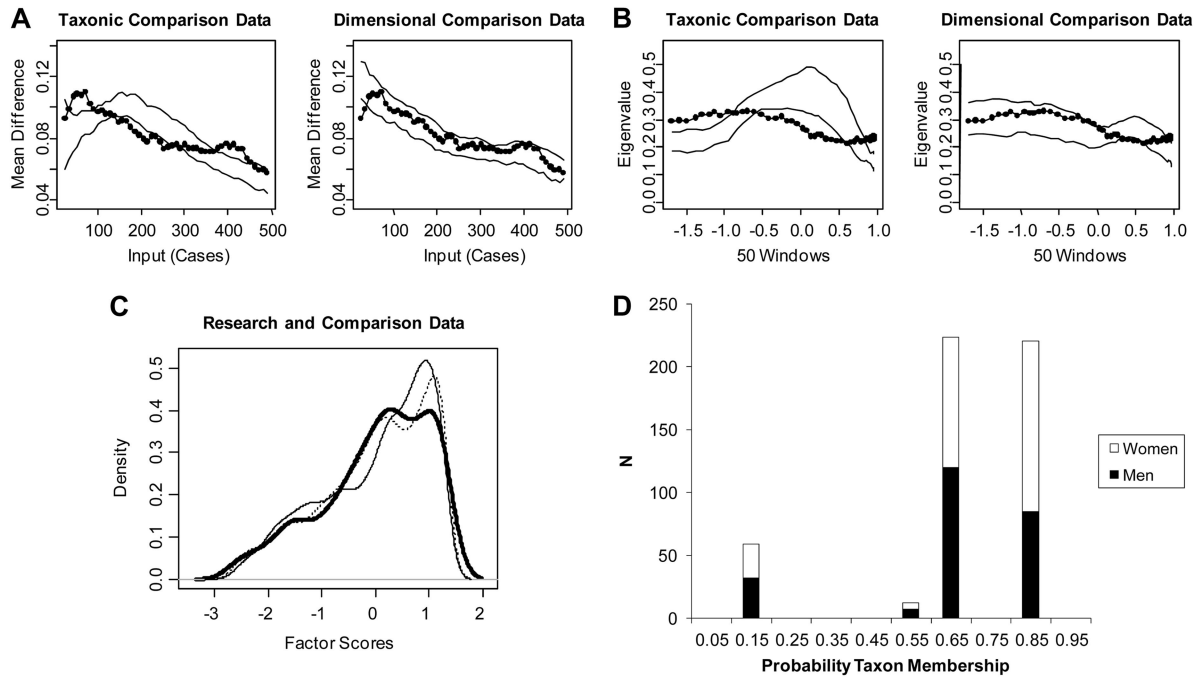 A
Taxonic Comparison Data
Mean Difference
0.04 0.08 0.12
100 200 300 400 500
Input (Cases)
Dimensional Comparison Data
Mean Difference
0.04 0.08 0.12
100 200 300 400 500
Input (Cases)
B
Taxonic Comparison Data
Eigenvalue
0.0 0.1 0.2 0.3 0.4 0.5
-1.5 -1.0 -0.5 0.0 0.5 1.0
50 Windows
Dimensional Comparison Data
Eigenvalue
0.0 0.1 0.2 0.3 0.4 0.5
-1.5 -1.0 -0.5 0.0 0.5 1.0
50 Windows
C
Research and Comparison Data
Density
0.0 0.1 0.2 0.3 0.4 0.5
-3 -2 -1 0 1 2
Factor Scores
D
N
250
200
150
100
50
0
0.05 0.15 0.25 0.35 0.45 0.55 0.65 0.75 0.85 0.95
Probability Taxon Membership
Women
Men